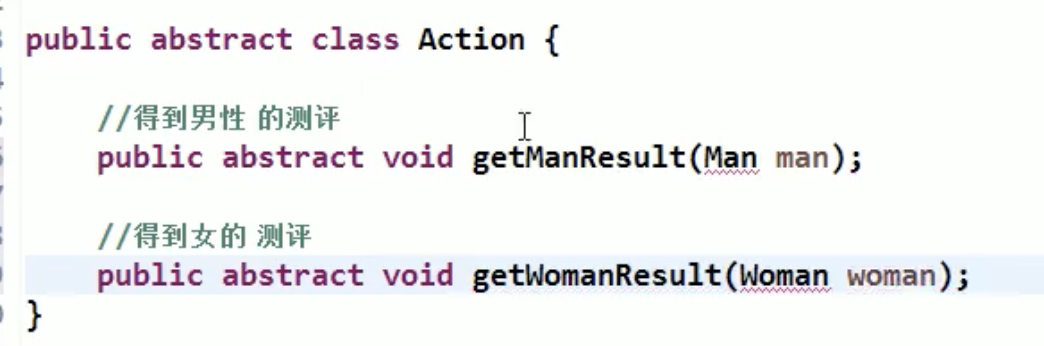 public abstract class Action {
//得到男性 的测评
public abstract void getManResult(Man man);
//得到女的 测评
public abstract void getWomanResult(Woman woman);
}